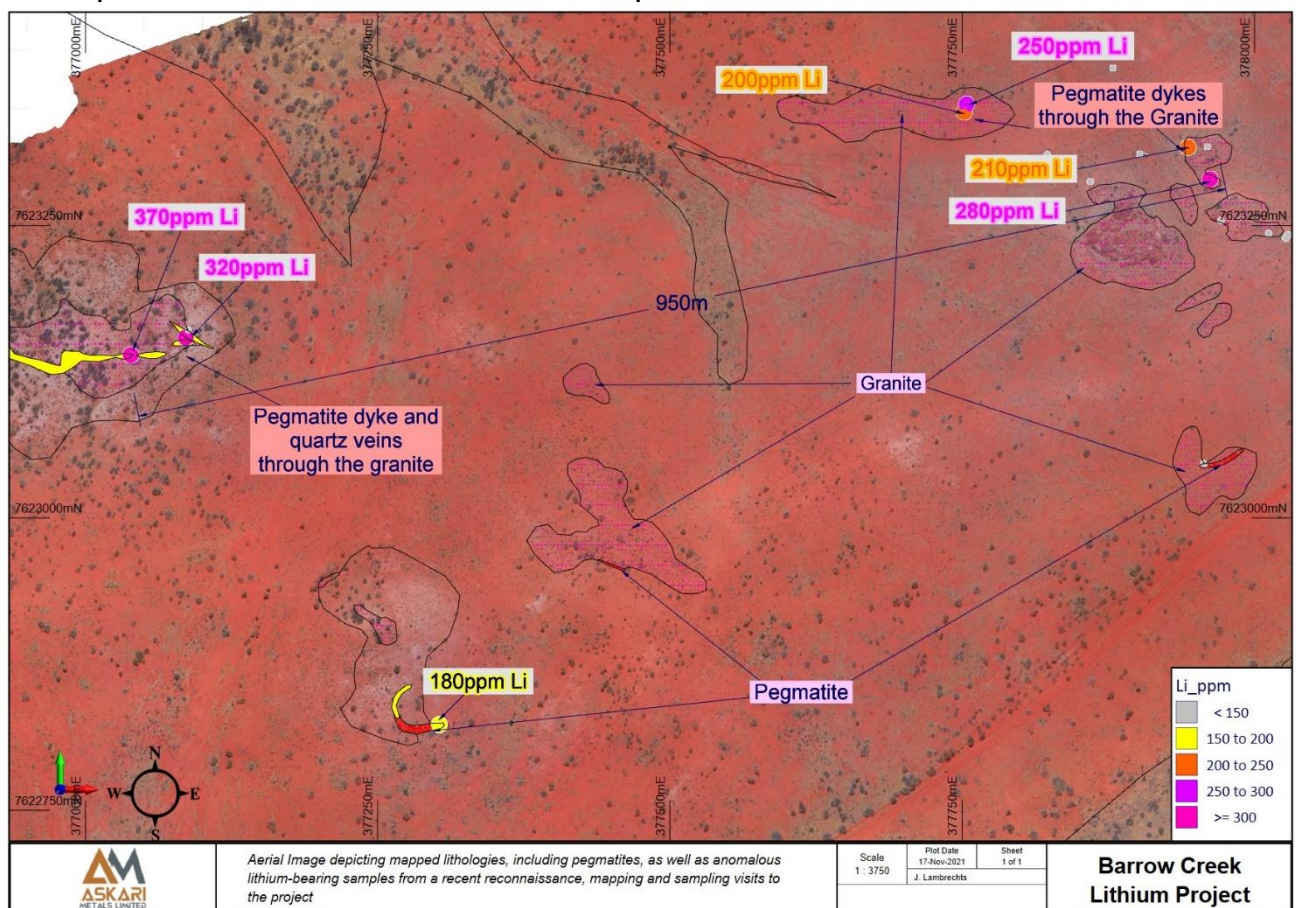 377000mE
377250mE
377500mE
377750mE
378000mE
250ppm Li
200ppm Li
Pegmatite dykes
through the Granite
210ppm Li
370ppm Li
7623250mN
280ppm Li
7623250mN
320ppm Li
950m
Granite
Pegmatite dyke and
quartz veins
through the granite
7623000mN
7623000mN
180ppm Li
Pegmatite
Li_ppm
< 150
150 to 200
200 to 250
250 to 300
>= 300
N
W
E
S
7622750mN
377000mE
377250mE
377500mE
377750mE
ASKARI
METALS LIMITED
Aerial Image depicting mapped lithologies, including pegmatites, as well as anomalous
lithium-bearing samples from a recent reconnaissance, mapping and sampling visits to
the project
Scale
1 : 3750
Plot Date
17-Nov-2021
Sheet
1 of 1
J. Lambrechts
Barrow Creek
Lithium Project